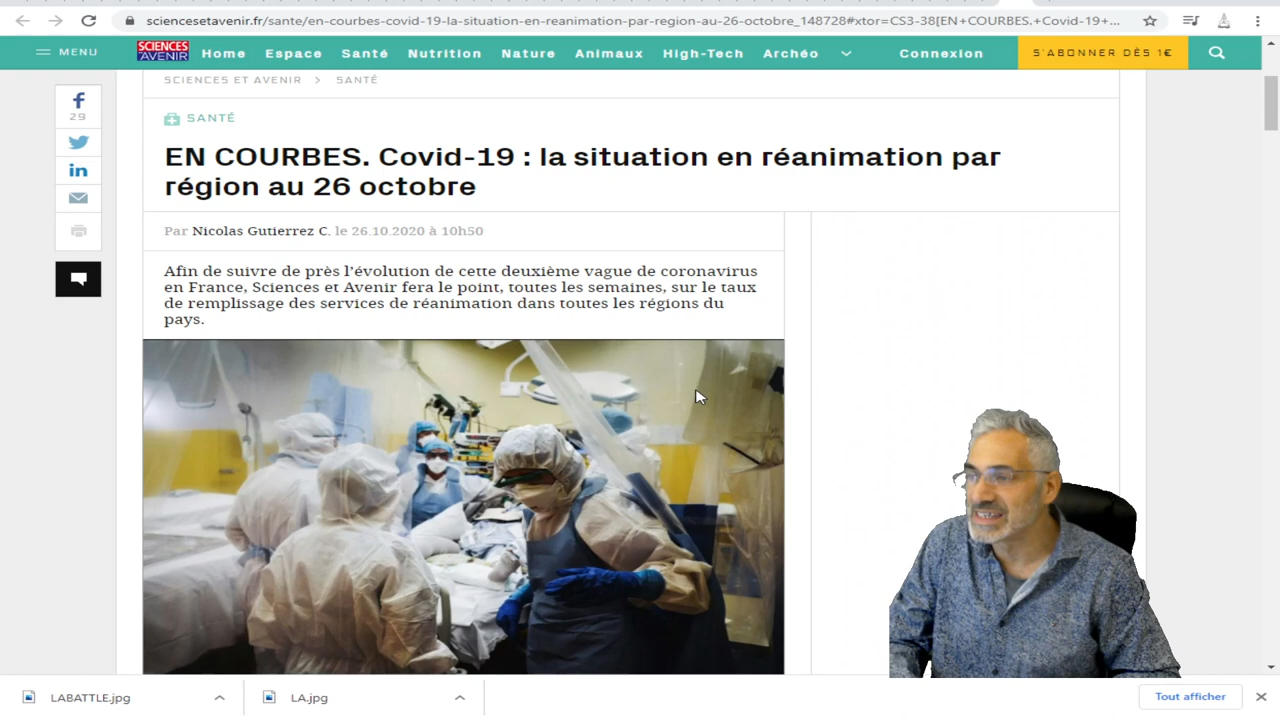 sciencesetavenir.fr/sante/en-courbes-covid-19-la-situation-en-reanimation-par-region-au-26-octobre_148728#xtor=CS3-38[EN+COURBES.+Covid-19+...
MENU
SCIENCES AVENIR
Home Espace Santé Nutrition Nature Animaux High-Tech Archéo Connexion S'ABONNER DÈS 1€
SCIENCES ET AVENIR > SANTÉ
29
SANTÉ
EN COURBES. Covid-19 : la situation en réanimation par
région au 26 octobre
Par Nicolas Gutierrez C. le 26.10.2020 à 10h50
Afin de suivre de près l'évolution de cette deuxième vague de coronavirus
en France, Sciences et Avenir fera le point, toutes les semaines, sur le taux
de remplissage des services de réanimation dans toutes les régions du
pays.
LABATTLE.jpg
LA.jpg
Tout afficher